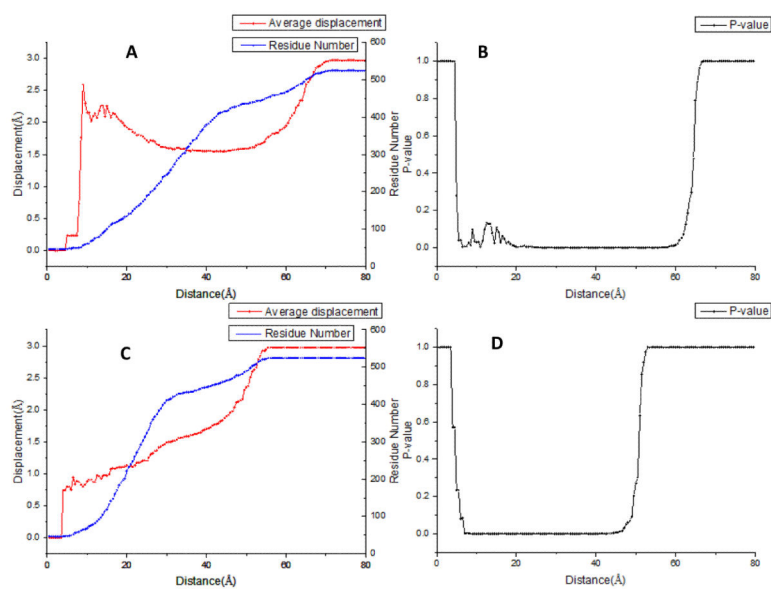 Average displacement
Residue Number
A
Displacement(Å)
3.0
2.5
2.0
1.5
1.0
0.5
0.0
600
500
400
300
200
100
0
Residue Number
0 20 40 60 80
Distance(Å)
P-value
B
P-value
1.0
0.8
0.6
0.4
0.2
0.0
0 20 40 60 80
Distance(Å)
Average displacement
Residue Number
C
Displacement(Å)
3.0
2.5
2.0
1.5
1.0
0.5
0.0
600
500
400
300
200
100
0
Residue Number
0 20 40 60 80
Distance(Å)
P-value
D
P-value
1.0
0.8
0.6
0.4
0.2
0.0
0 20 40 60 80
Distance(Å)